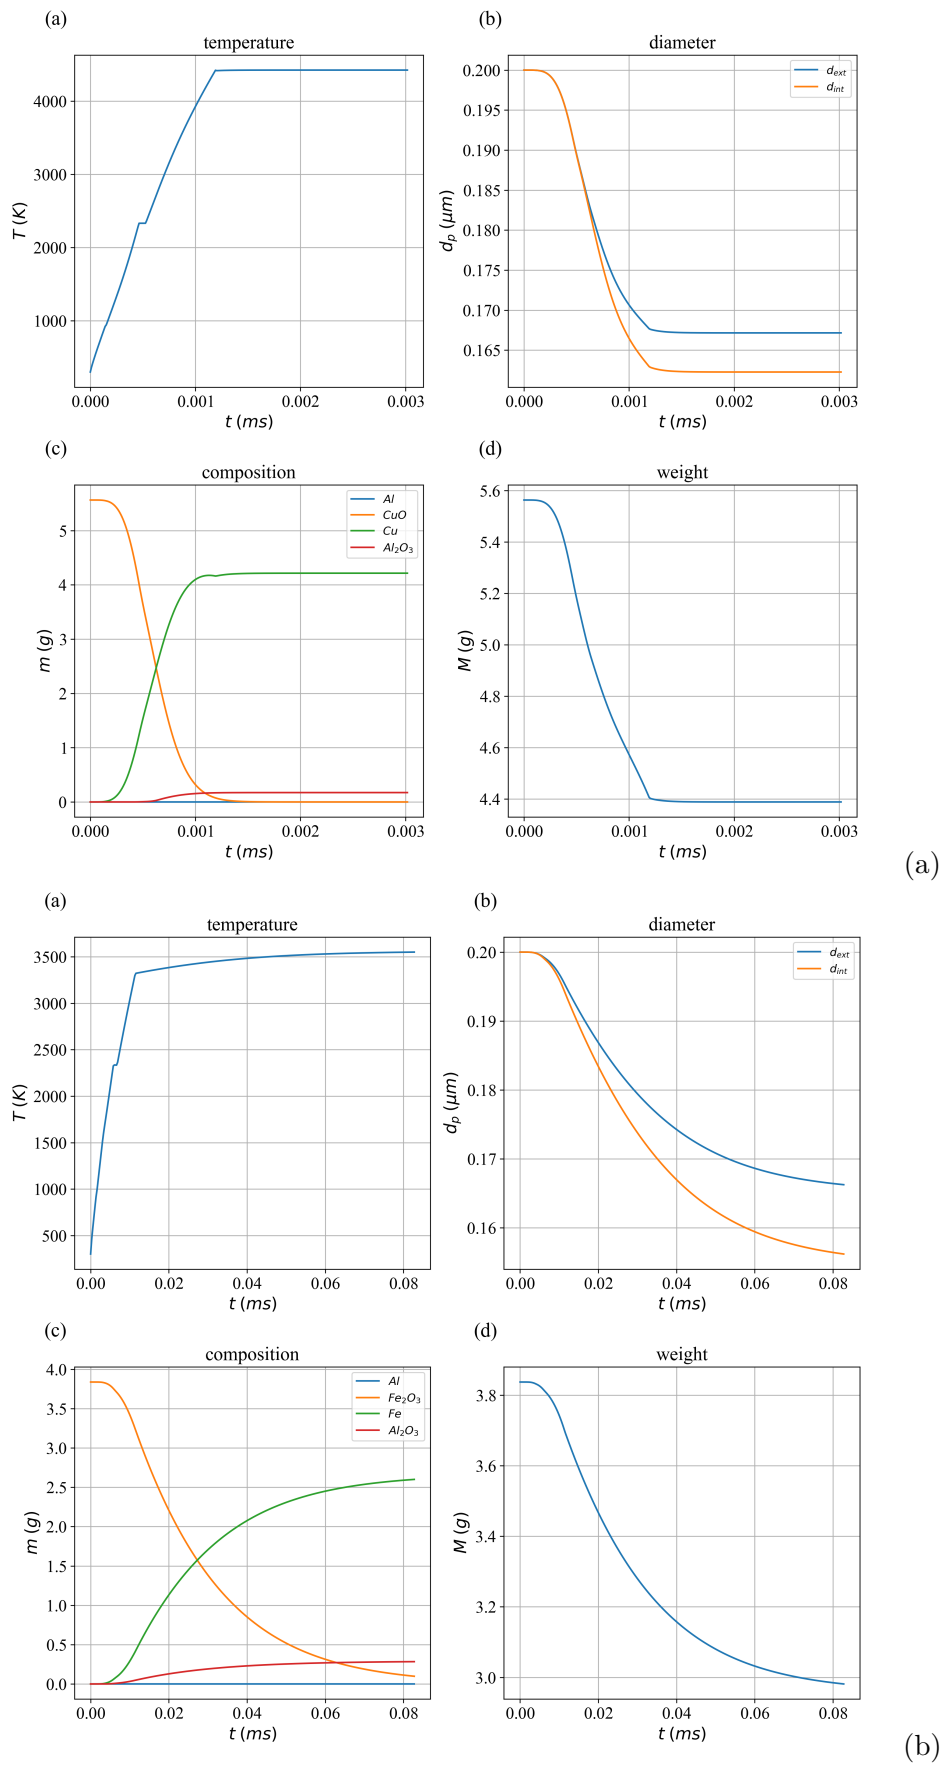 (a)
temperature
4000
3000
2000
1000
T (K)
0.000 0.001 0.002 0.003
t (ms)
(b)
diameter
0.200
0.195
0.190
0.185
0.180
0.175
0.170
0.165
d_p (μm)
d_ext
d_int
0.000 0.001 0.002 0.003
t (ms)
(c)
composition
5
4
3
2
1
0
m (g)
Al
CuO
Cu
Al₂O₃
0.000 0.001 0.002 0.003
t (ms)
(d)
weight
5.6
5.4
5.2
5.0
4.8
4.6
4.4
M (g)
0.000 0.001 0.002 0.003
t (ms)
(a)
(a)
temperature
3500
3000
2500
2000
1500
1000
500
T (K)
0.00 0.02 0.04 0.06 0.08
t (ms)
(b)
diameter
0.20
0.19
0.18
0.17
0.16
d_p (μm)
d_ext
d_int
0.00 0.02 0.04 0.06 0.08
t (ms)
(c)
composition
4.0
3.5
3.0
2.5
2.0
1.5
1.0
0.5
0.0
m (g)
Al
Fe₂O₃
Fe
Al₂O₃
0.00 0.02 0.04 0.06 0.08
t (ms)
(d)
weight
3.8
3.6
3.4
3.2
3.0
M (g)
0.00 0.02 0.04 0.06 0.08
t (ms)
(b)